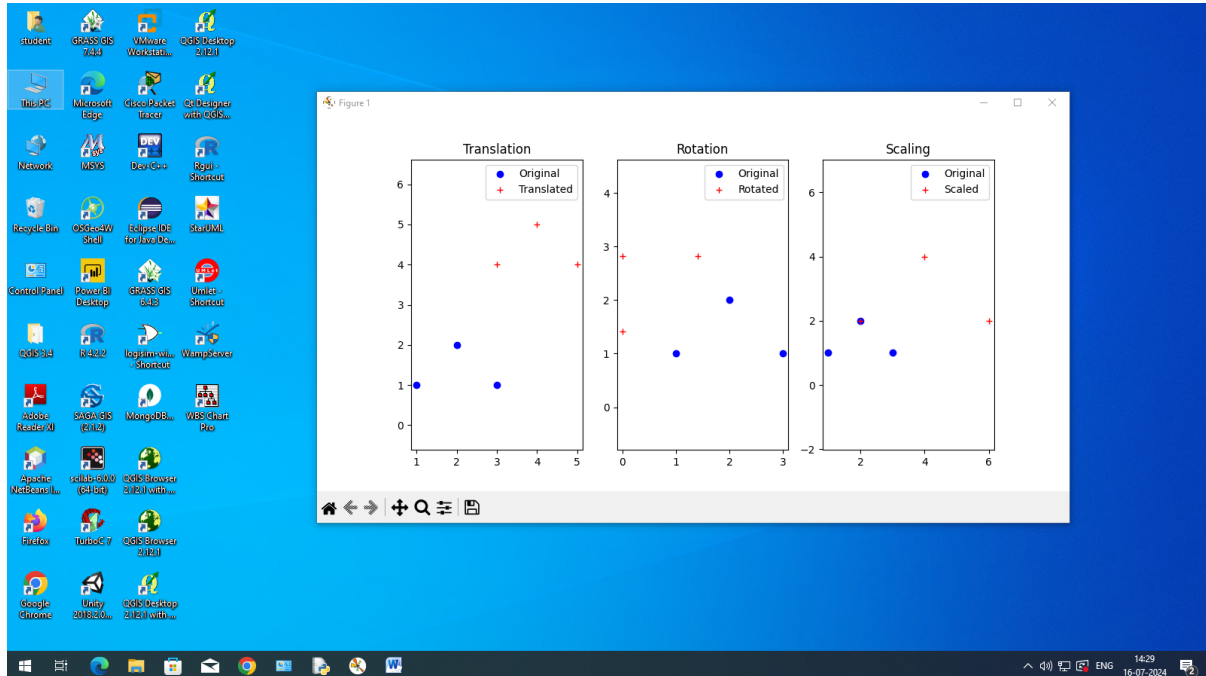 student
GRASS GIS
7.4.4
VMware
Workstati...
QGIS Desktop
2.12.1
This PC
Microsoft
Edge
Cisco Packet
Tracer
Qt Designer
with QGIS...
Network
MSYS
Dev-C++
Rgui -
Shortcut
Recycle Bin
OSGeo4W
Shell
Eclipse IDE
for Java De...
StarUML
Control Panel
Power BI
Desktop
GRASS GIS
6.4.3
Umlet -
Shortcut
QGIS 3.4
R 4.2.2
logisim-wi...
- Shortcut
WampServer
Adobe
Reader XI
SAGA GIS
(2.1.2)
MongoDB...
WBS Chart
Pro
Apache
NetBeans I...
scilab-6.0.0
(64-bit)
QGIS Browser
2.12.1 with ...
Firefox
TurboC 7
QGIS Browser
2.12.1
Google
Chrome
Unity
2018.2.0...
QGIS Desktop
2.12.1 with ...
Figure 1
Translation
Original
Translated
6
5
4
3
2
1
0
1 2 3 4 5
Rotation
Original
Rotated
4
3
2
1
0
0 1 2 3
Scaling
Original
Scaled
6
4
2
0
−2
2 4 6
ENG
14:29
16-07-2024
2